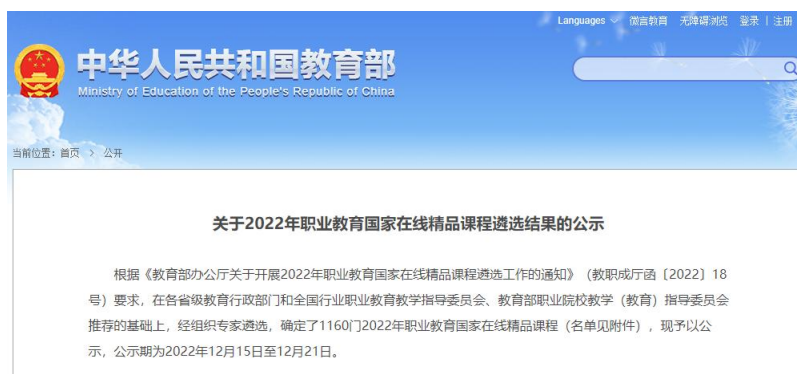 Languages 微言教育 无障碍浏览 登录 | 注册
中华人民共和国教育部
Ministry of Education of the People's Republic of China
当前位置：首页 > 公开
关于2022年职业教育国家在线精品课程遴选结果的公示
根据《教育部办公厅关于开展2022年职业教育国家在线精品课程遴选工作的通知》（教职成厅函〔2022〕18
号）要求，在各省级教育行政部门和全国行业职业教育教学指导委员会、教育部职业院校教学（教育）指导委员会
推荐的基础上，经组织专家遴选，确定了1160门2022年职业教育国家在线精品课程（名单见附件），现予以公
示，公示期为2022年12月15日至12月21日。